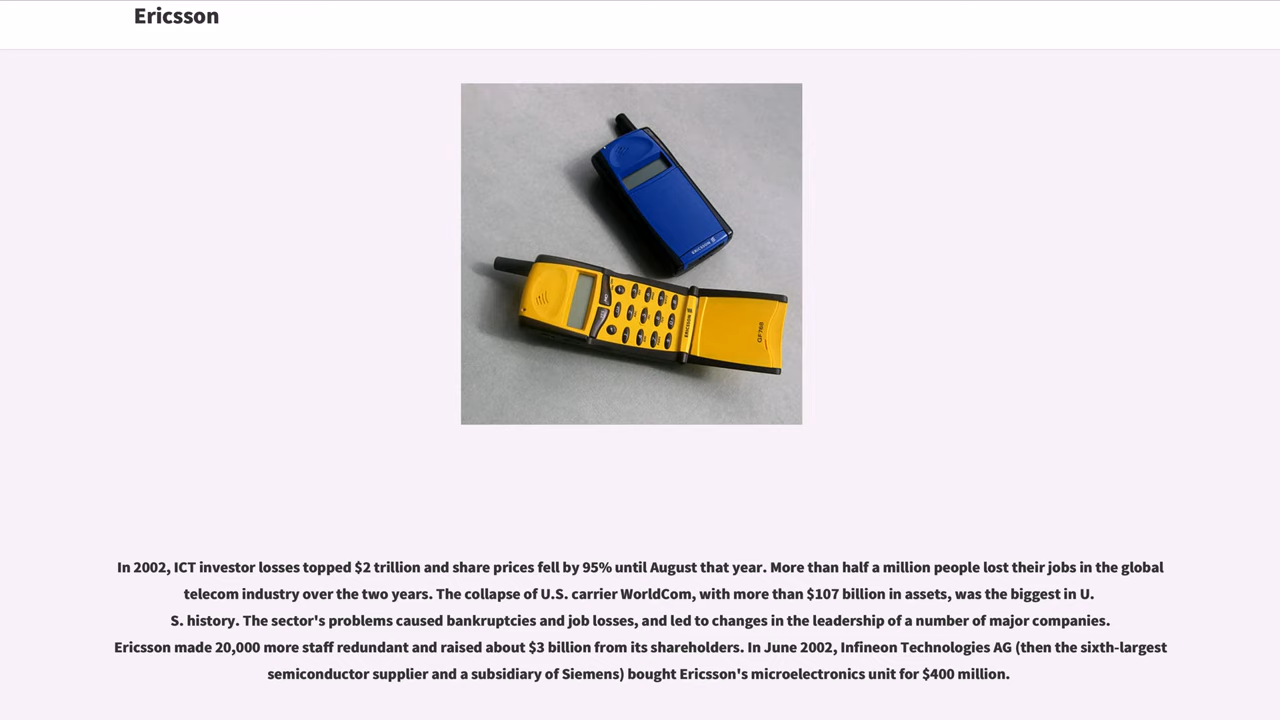 Ericsson
ERICSSON
ERICSSON
GF788
In 2002, ICT investor losses topped $2 trillion and share prices fell by 95% until August that year. More than half a million people lost their jobs in the global
telecom industry over the two years. The collapse of U.S. carrier WorldCom, with more than $107 billion in assets, was the biggest in U.
S. history. The sector's problems caused bankruptcies and job losses, and led to changes in the leadership of a number of major companies.
Ericsson made 20,000 more staff redundant and raised about $3 billion from its shareholders. In June 2002, Infineon Technologies AG (then the sixth-largest
semiconductor supplier and a subsidiary of Siemens) bought Ericsson's microelectronics unit for $400 million.